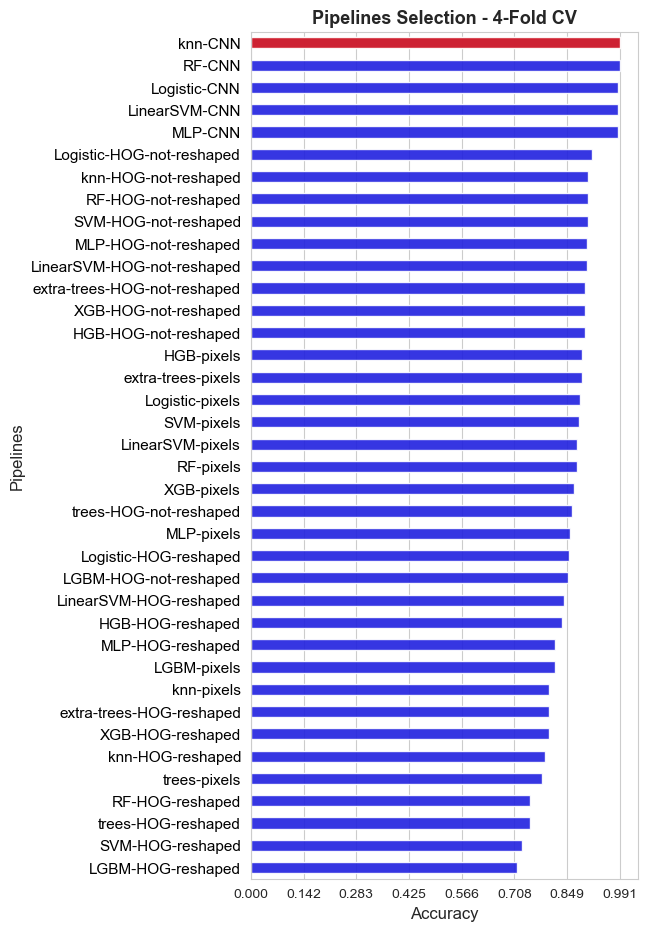 Pipelines Selection - 4-Fold CV
knn-CNN
RF-CNN
Logistic-CNN
LinearSVM-CNN
MLP-CNN
Logistic-HOG-not-reshaped
knn-HOG-not-reshaped
RF-HOG-not-reshaped
SVM-HOG-not-reshaped
MLP-HOG-not-reshaped
LinearSVM-HOG-not-reshaped
extra-trees-HOG-not-reshaped
XGB-HOG-not-reshaped
HGB-HOG-not-reshaped
HGB-pixels
extra-trees-pixels
Logistic-pixels
SVM-pixels
LinearSVM-pixels
RF-pixels
XGB-pixels
trees-HOG-not-reshaped
MLP-pixels
Logistic-HOG-reshaped
LGBM-HOG-not-reshaped
LinearSVM-HOG-reshaped
HGB-HOG-reshaped
MLP-HOG-reshaped
LGBM-pixels
knn-pixels
extra-trees-HOG-reshaped
XGB-HOG-reshaped
knn-HOG-reshaped
trees-pixels
RF-HOG-reshaped
trees-HOG-reshaped
SVM-HOG-reshaped
LGBM-HOG-reshaped
Pipelines
0.000 0.142 0.283 0.425 0.566 0.708 0.849 0.991
Accuracy